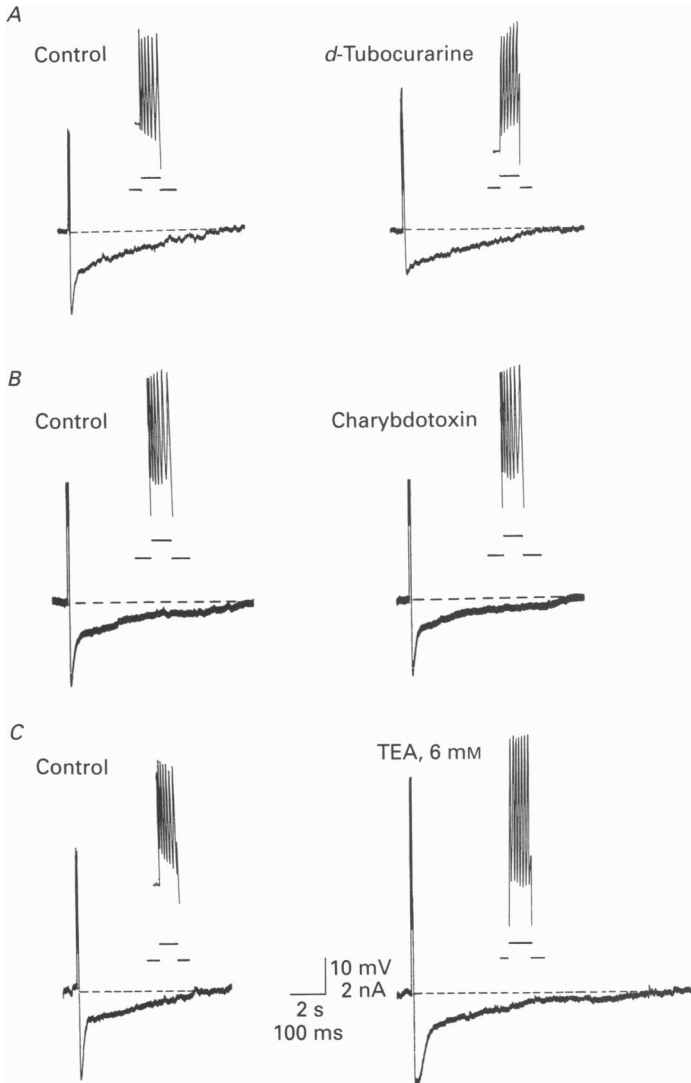 A
Control
d-Tubocurarine
B
Control
Charybdotoxin
C
Control
TEA, 6 mM
10 mV
2 nA
2 s
100 ms